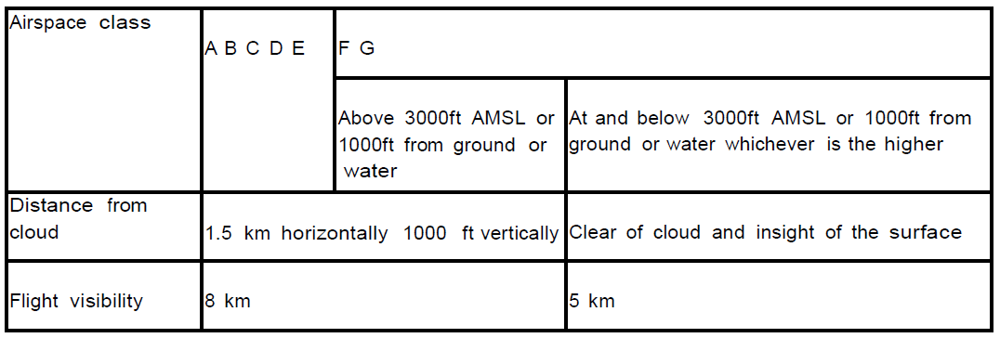 Airspace class
A B C D E
F G
Above 3000ft AMSL or
1000ft from ground or
water
At and below 3000ft AMSL or 1000ft from
ground or water whichever is the higher
Distance from
cloud
1.5 km horizontally 1000 ft vertically
Clear of cloud and insight of the surface
Flight visibility
8 km
5 km